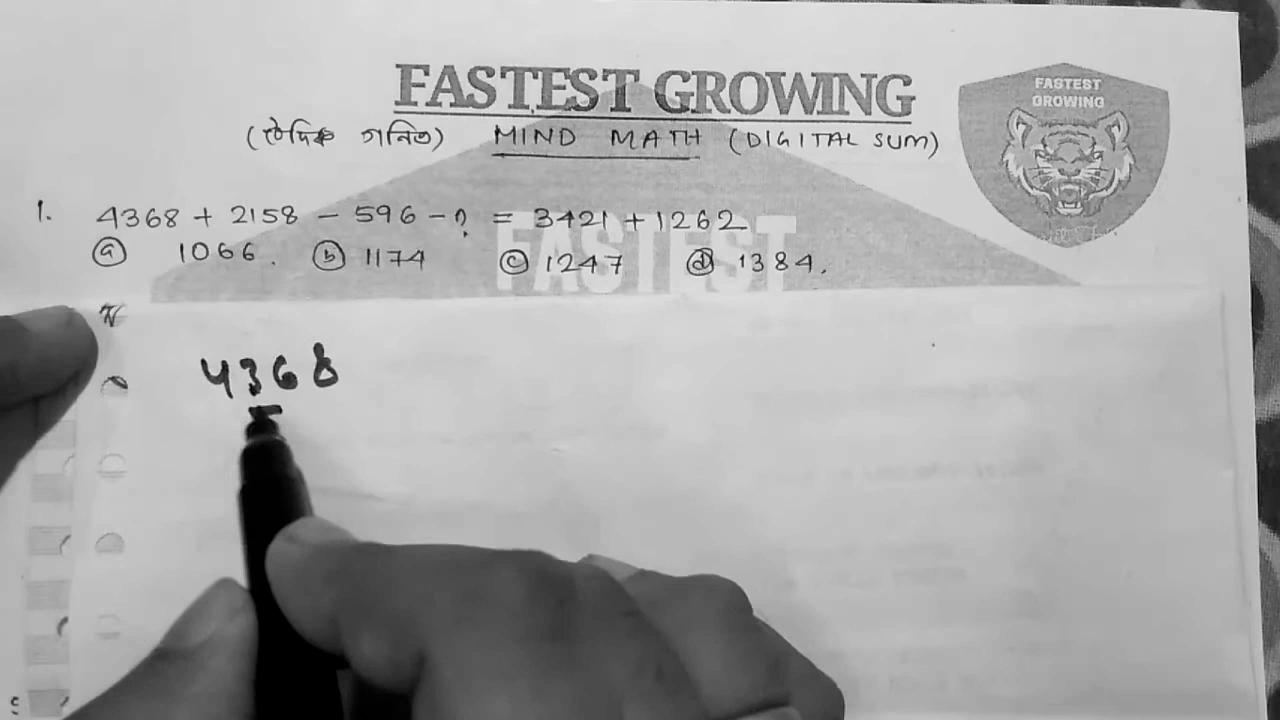 FASTEST GROWING
(বৈদিক গনিত) MIND MATH (DIGITAL SUM)
FASTEST
GROWING
1. 4368 + 2158 - 596 - ? = 3421 + 1262
ⓐ 1066. ⓑ 1174 ⓒ 1247 ⓓ 1384.
FASTEST
4368